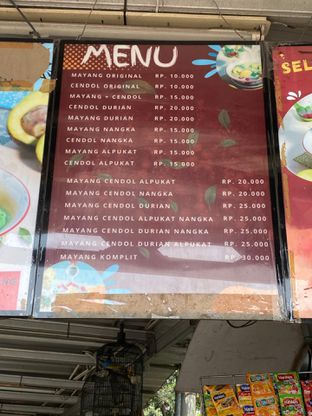 MENU
MAYANG ORIGINAL RP. 10.000
CENDOL ORIGINAL RP. 10.000
MAYANG + CENDOL RP. 15.000
CENDOL DURIAN RP. 20.000
MAYANG DURIAN RP. 20.000
MAYANG NANGKA RP. 15.000
CENDOL NANGKA RP. 15.000
MAYANG ALPUKAT RP. 15.000
CENDOL ALPUKAT RP. 15.000
MAYANG CENDOL ALPUKAT RP. 20.000
MAYANG CENDOL NANGKA RP. 20.000
MAYANG CENDOL DURIAN RP. 25.000
MAYANG CENDOL ALPUKAT NANGKA RP. 25.000
MAYANG CENDOL DURIAN NANGKA RP. 25.000
MAYANG CENDOL DURIAN ALPUKAT RP. 25.000
MAYANG KOMPLIT RP. 30.000
SEL